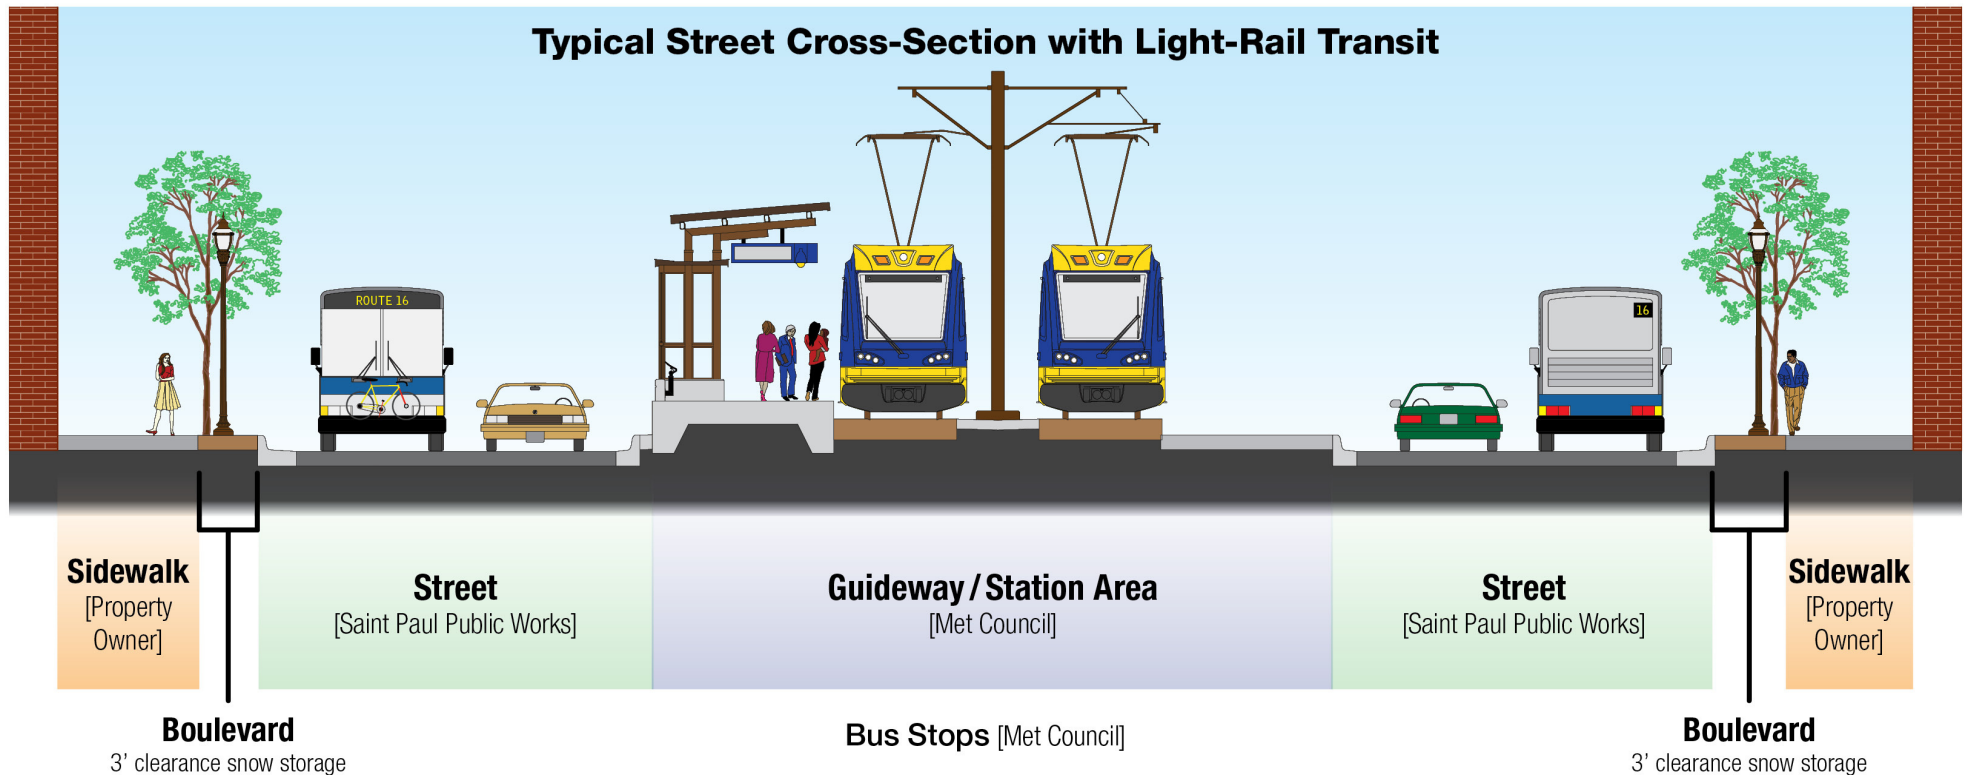 Typical Street Cross-Section with Light-Rail Transit
ROUTE 16
16
Sidewalk
[Property
Owner]
Street
[Saint Paul Public Works]
Guideway / Station Area
[Met Council]
Street
[Saint Paul Public Works]
Sidewalk
[Property
Owner]
Boulevard
3’ clearance snow storage
Bus Stops [Met Council]
Boulevard
3’ clearance snow storage